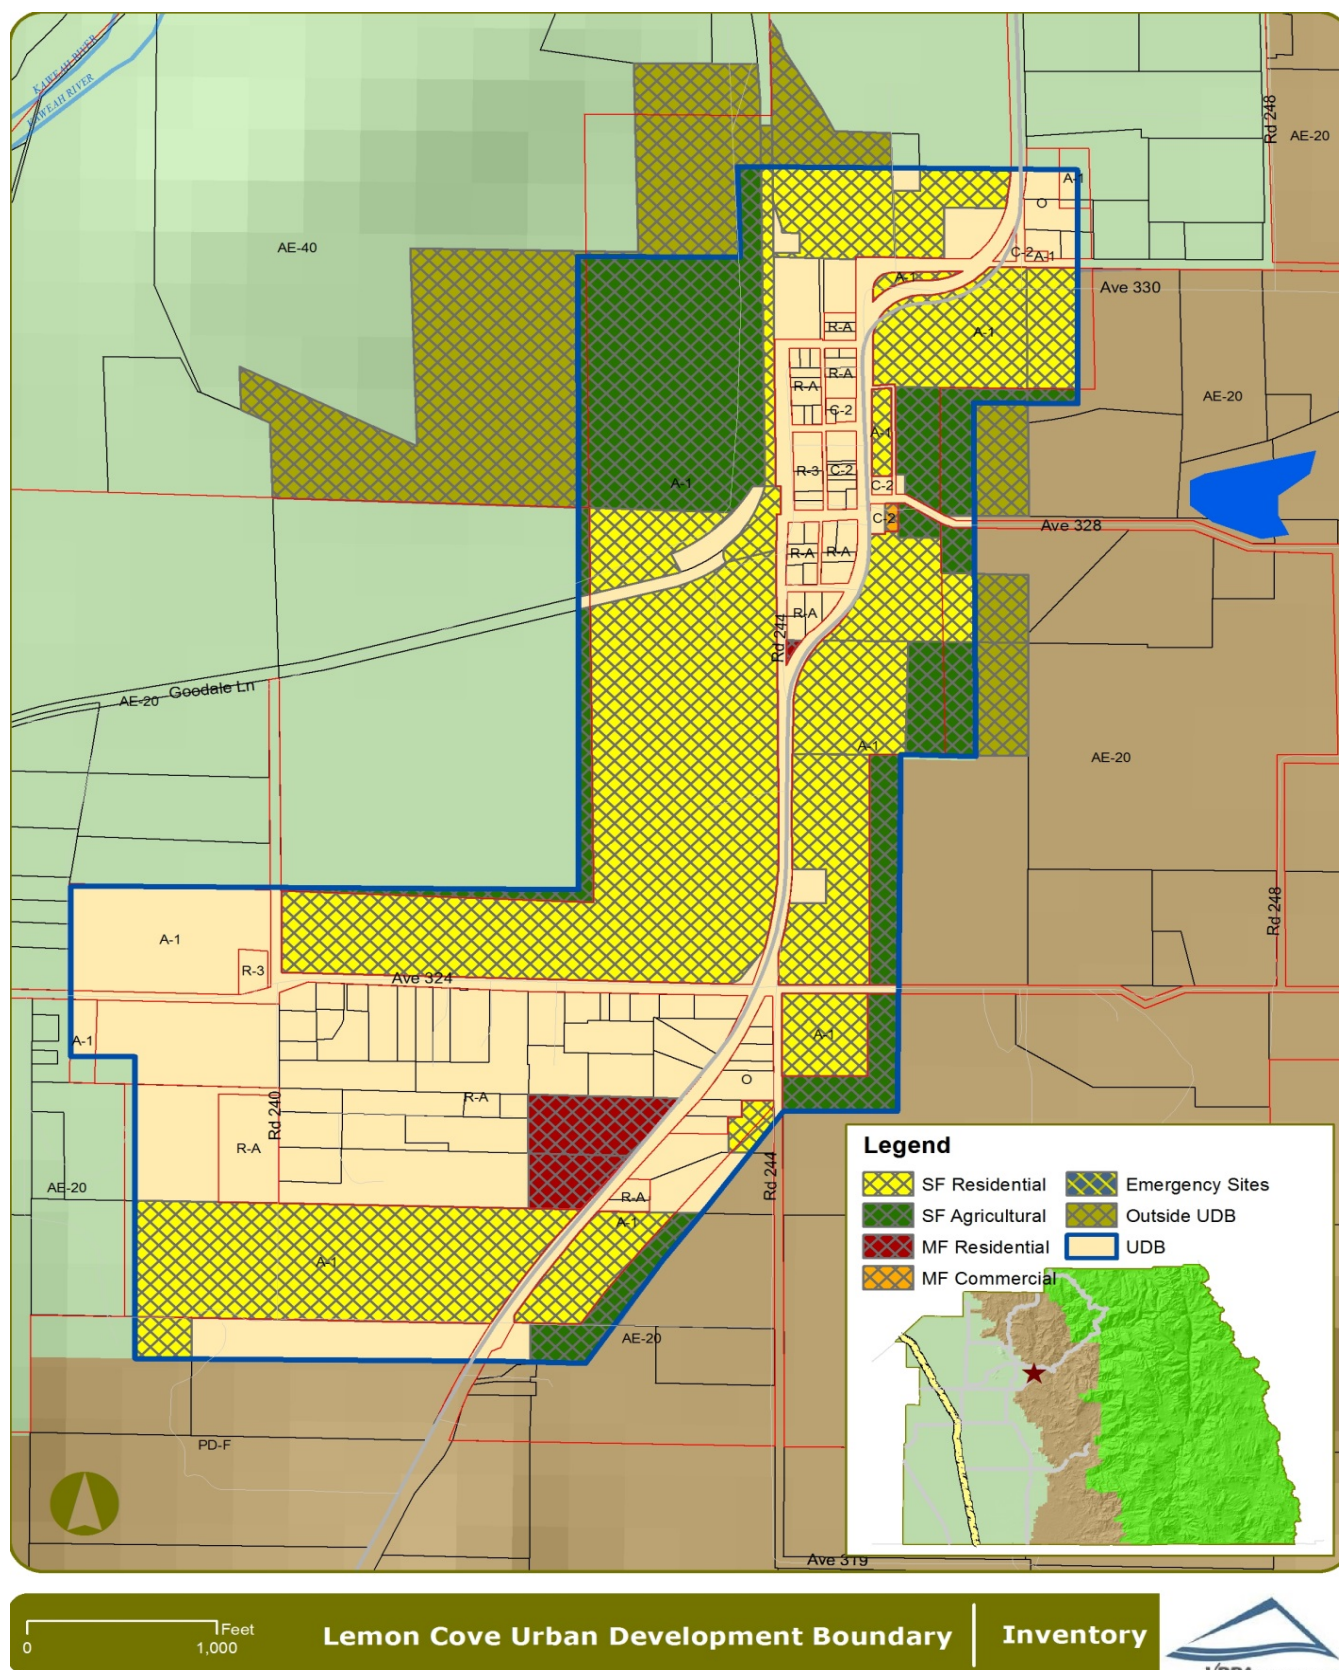 KAWEAH RIVER
KAWEAH RIVER
Rd 248
AE-20
A-1
O
AE-40
C-2
A-1
A-1
Ave 330
R-A
A-1
R-A
R-A
AE-20
C-2
A-1
R-3
C-2
A-1
C-2
C-2
Ave 328
R-A
R-A
R-A
Rd 244
Goodale Ln
AE-20
A-1
AE-20
Rd 248
A-1
R-3
Ave 324
A-1
A-1
O
R-A
Rd 240
R-A
Rd 244
AE-20
R-A
A-1
A-1
AE-20
PD-F
Ave 319
Legend
SF Residential
Emergency Sites
SF Agricultural
Outside UDB
MF Residential
UDB
MF Commercial
Feet
0 1,000
Lemon Cove Urban Development Boundary
Inventory